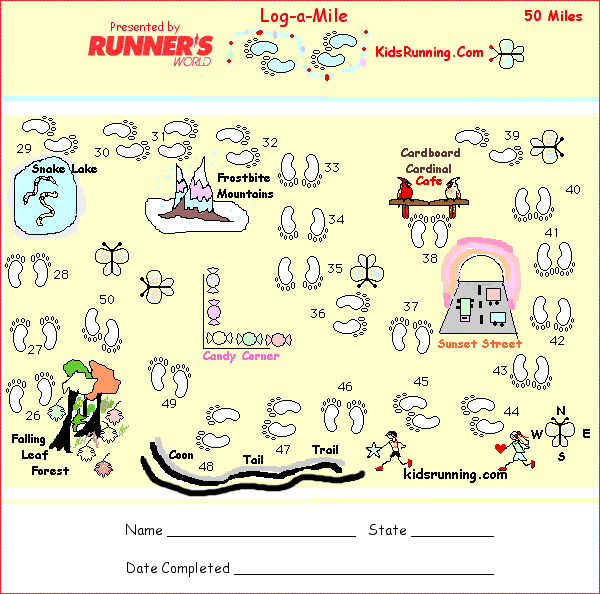 Log-a-Mile
50 Miles
Presented by
RUNNER'S
WORLD
KidsRunning.Com
29
30
31
32
39
Snake Lake
Frostbite
Mountains
33
Cardboard
Cardinal
Cafe
40
34
38
41
28
35
50
36
37
42
Candy Corner
Sunset Street
27
43
26
49
46
45
44
N
W E
S
Falling
Leaf
Forest
Coon
48
Tail
47
Trail
kidsrunning.com
Name ____________________ State __________
Date Completed ______________________________